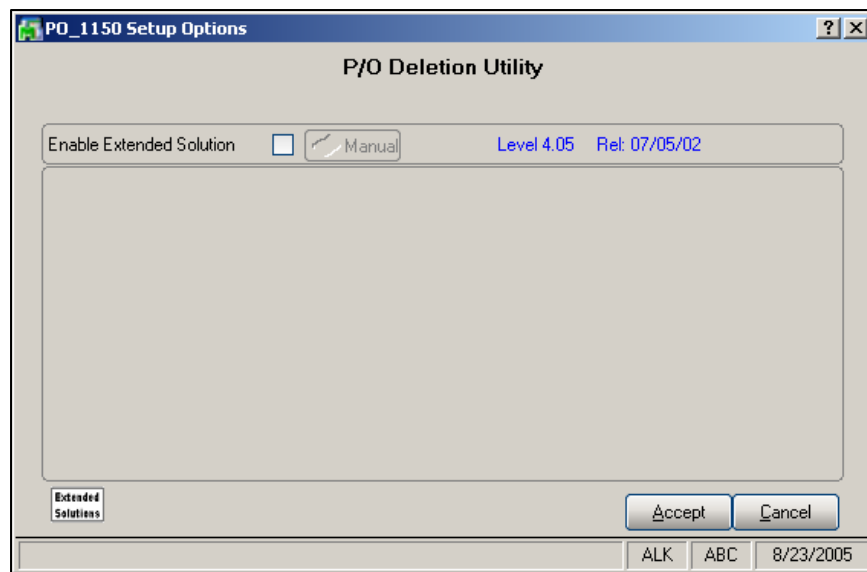 PO_1150 Setup Options
P/O Deletion Utility
Enable Extended Solution Manual Level 4.05 Rel: 07/05/02
Extended
Solutions
Accept Cancel
ALK ABC 8/23/2005